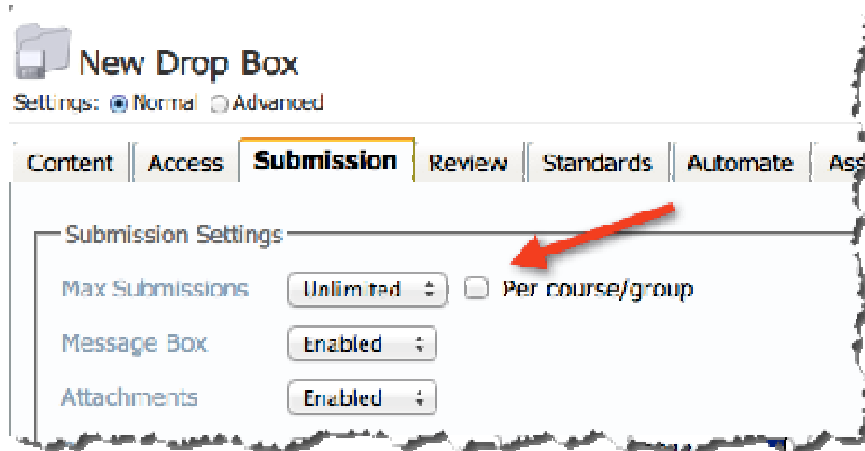 New Drop Box
Settings: Normal Advanced
Content Access Submission Review Standards Automate Ass
Submission Settings
Max Submissions Unlimited Per course/group
Message Box Enabled
Attachments Enabled